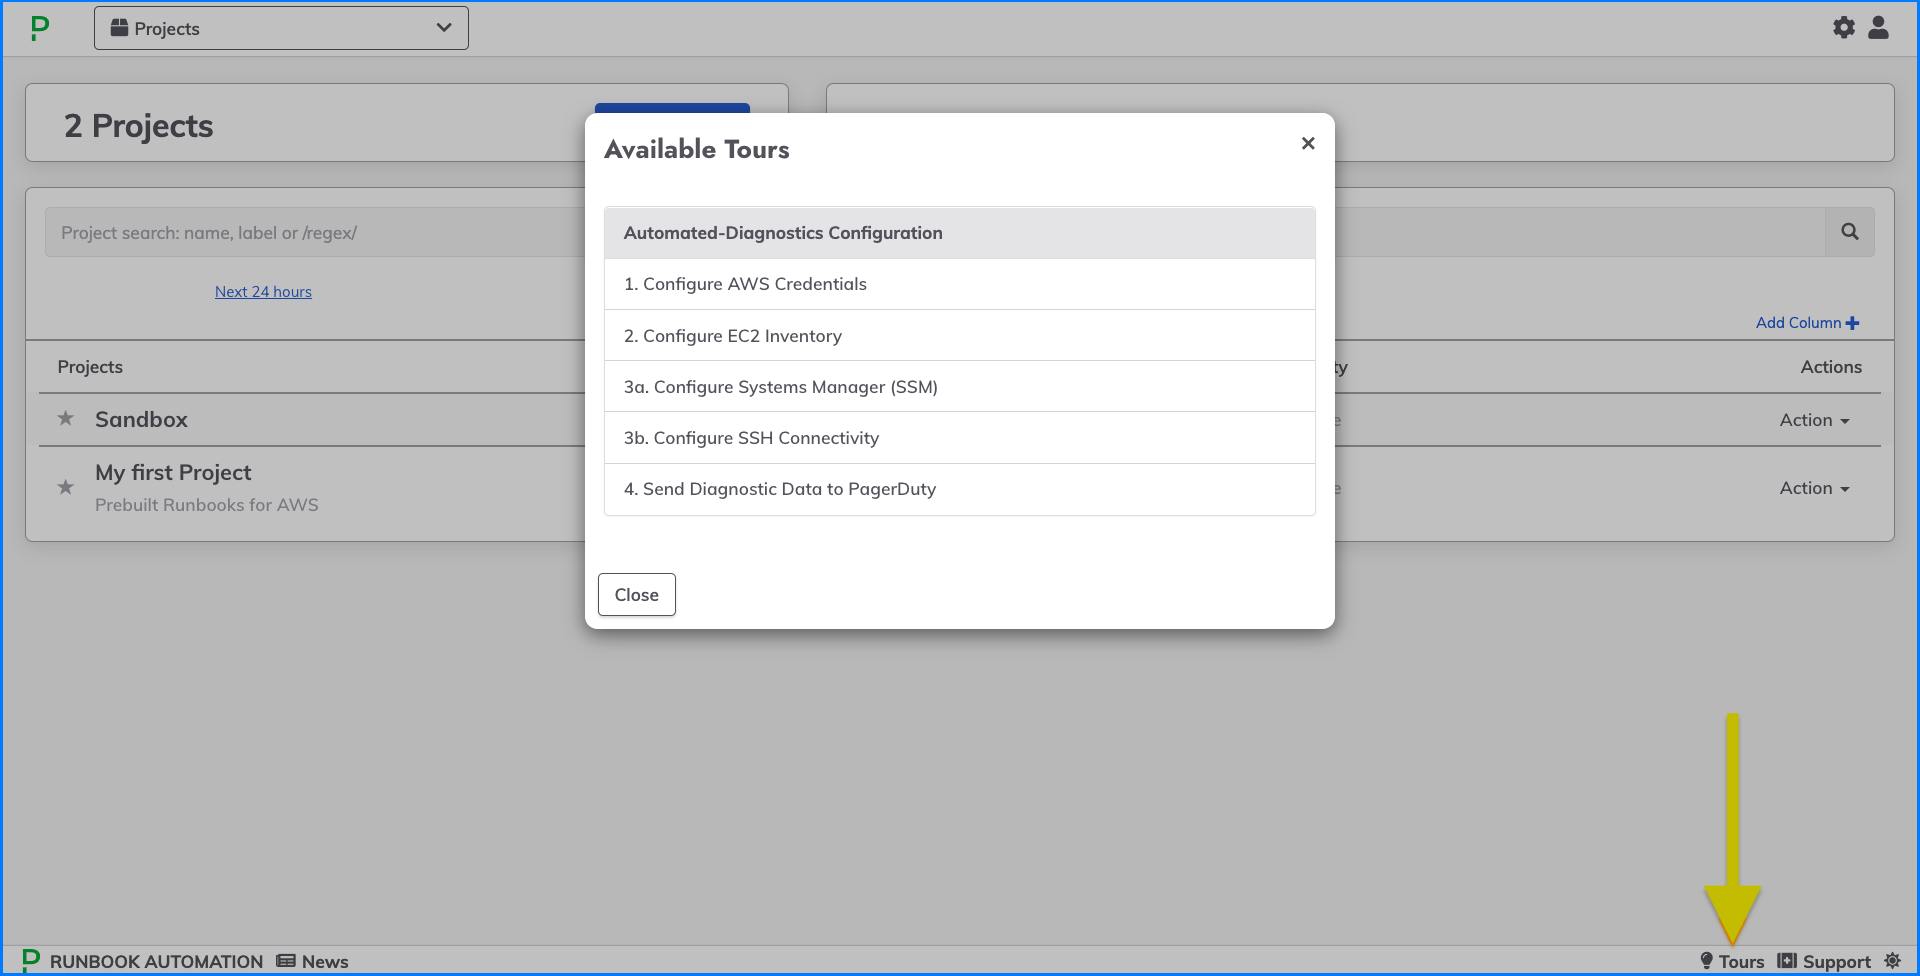 Projects
2 Projects
Available Tours
Project search: name, label or /regex/
Automated-Diagnostics Configuration
1. Configure AWS Credentials
2. Configure EC2 Inventory
3a. Configure Systems Manager (SSM)
3b. Configure SSH Connectivity
4. Send Diagnostic Data to PagerDuty
Close
Next 24 hours
Add Column
Projects
Actions
Sandbox
Action
My first Project
Prebuilt Runbooks for AWS
Action
RUNBOOK AUTOMATION
News
Tours
Support